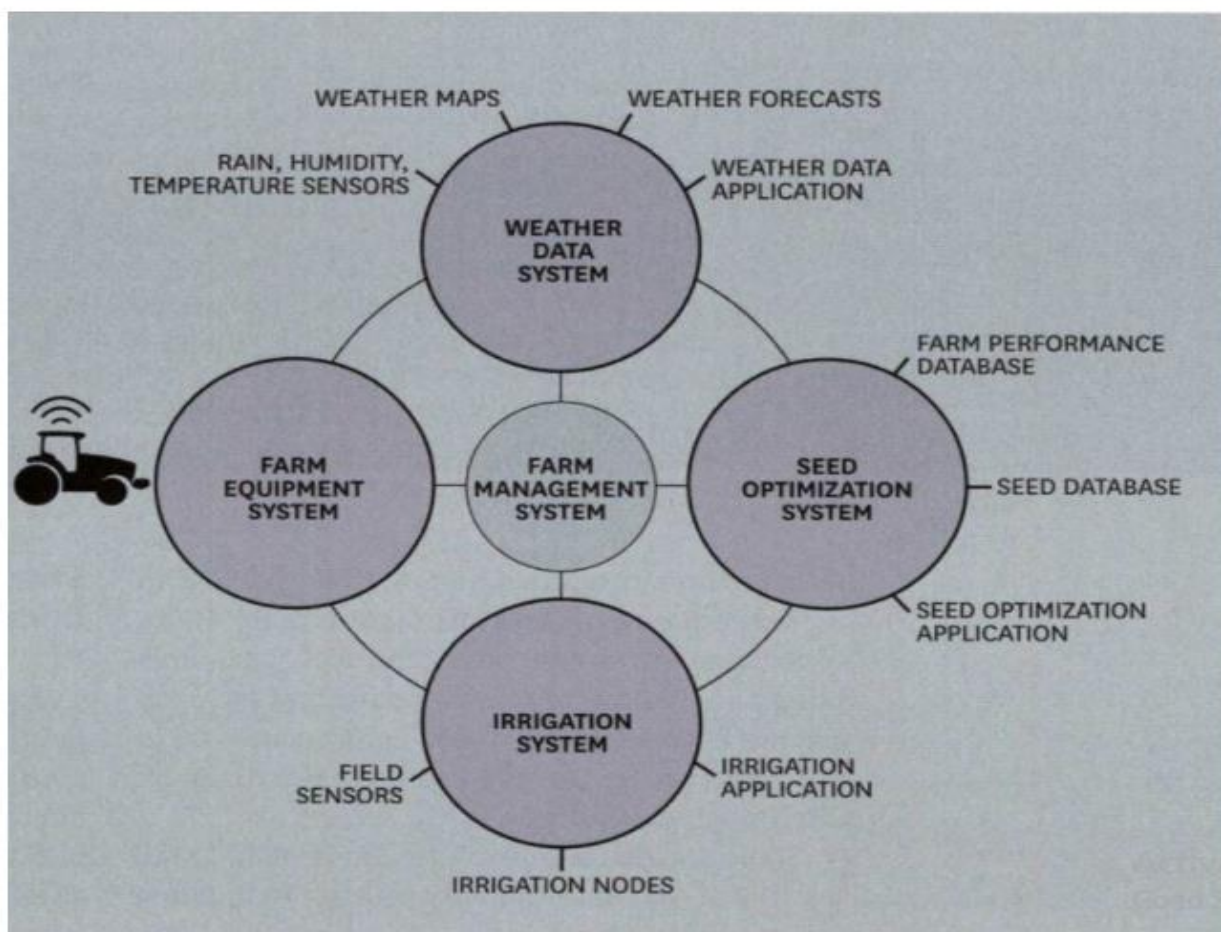 WEATHER MAPS
WEATHER FORECASTS
RAIN, HUMIDITY,
TEMPERATURE SENSORS
WEATHER DATA
APPLICATION
WEATHER
DATA
SYSTEM
FARM PERFORMANCE
DATABASE
FARM
EQUIPMENT
SYSTEM
FARM
MANAGEMENT
SYSTEM
SEED
OPTIMIZATION
SYSTEM
SEED DATABASE
SEED OPTIMIZATION
APPLICATION
IRRIGATION
SYSTEM
FIELD
SENSORS
IRRIGATION
APPLICATION
IRRIGATION NODES